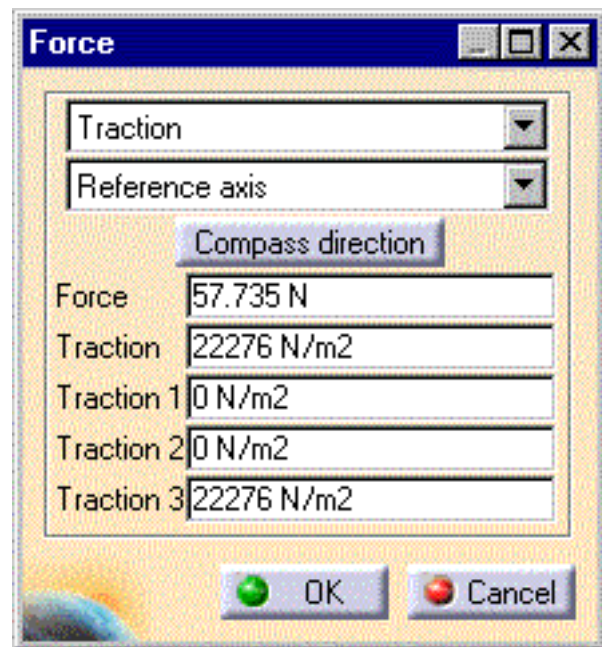 Force
Traction
Reference axis
Compass direction
Force 57.735 N
Traction 22276 N/m2
Traction 1 0 N/m2
Traction 2 0 N/m2
Traction 3 22276 N/m2
OK Cancel